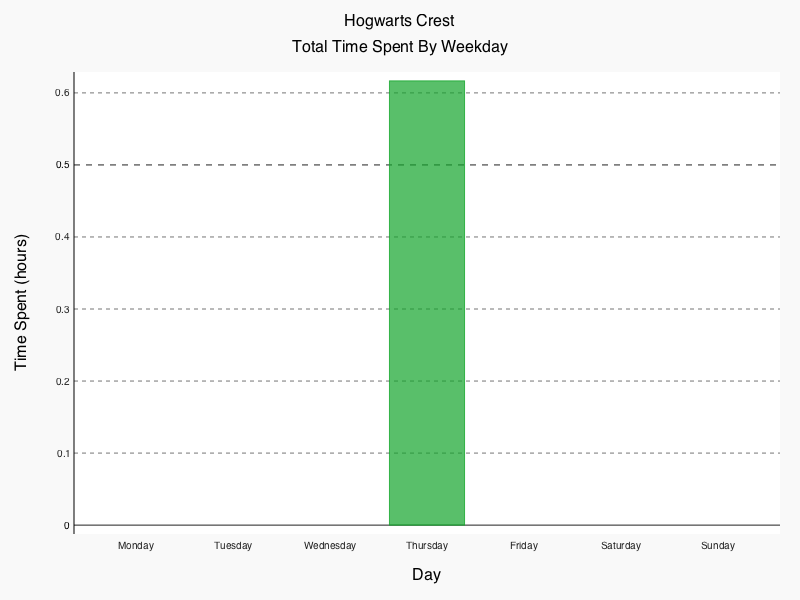 Hogwarts Crest
Total Time Spent By Weekday
Time Spent (hours)
0.6
0.5
0.4
0.3
0.2
0.1
0
Monday Tuesday Wednesday Thursday Friday Saturday Sunday
Day